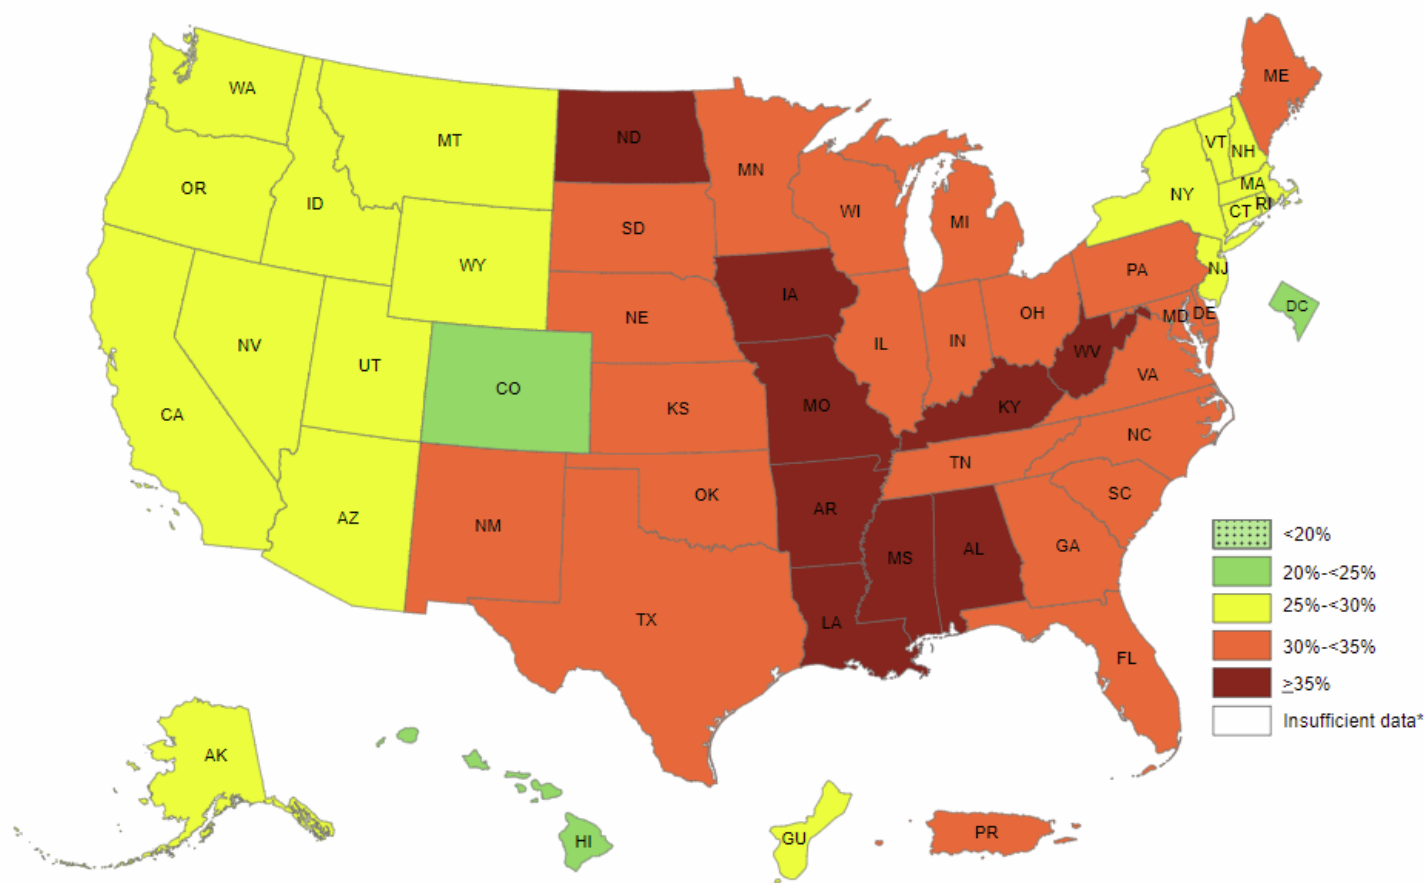 ME
WA
VT
NH
MT
ND
MN
OR
MA
NY
ID
CT
RI
WI
MI
SD
WY
PA
NJ
IA
NE
OH
MD
DE
DC
NV
IL
IN
WV
UT
CO
VA
CA
KS
MO
KY
NC
TN
OK
SC
AZ
NM
AR
GA
AL
MS
TX
LA
FL
<20%
20%-<25%
25%-<30%
30%-<35%
≥35%
Insufficient data*
AK
HI
GU
PR